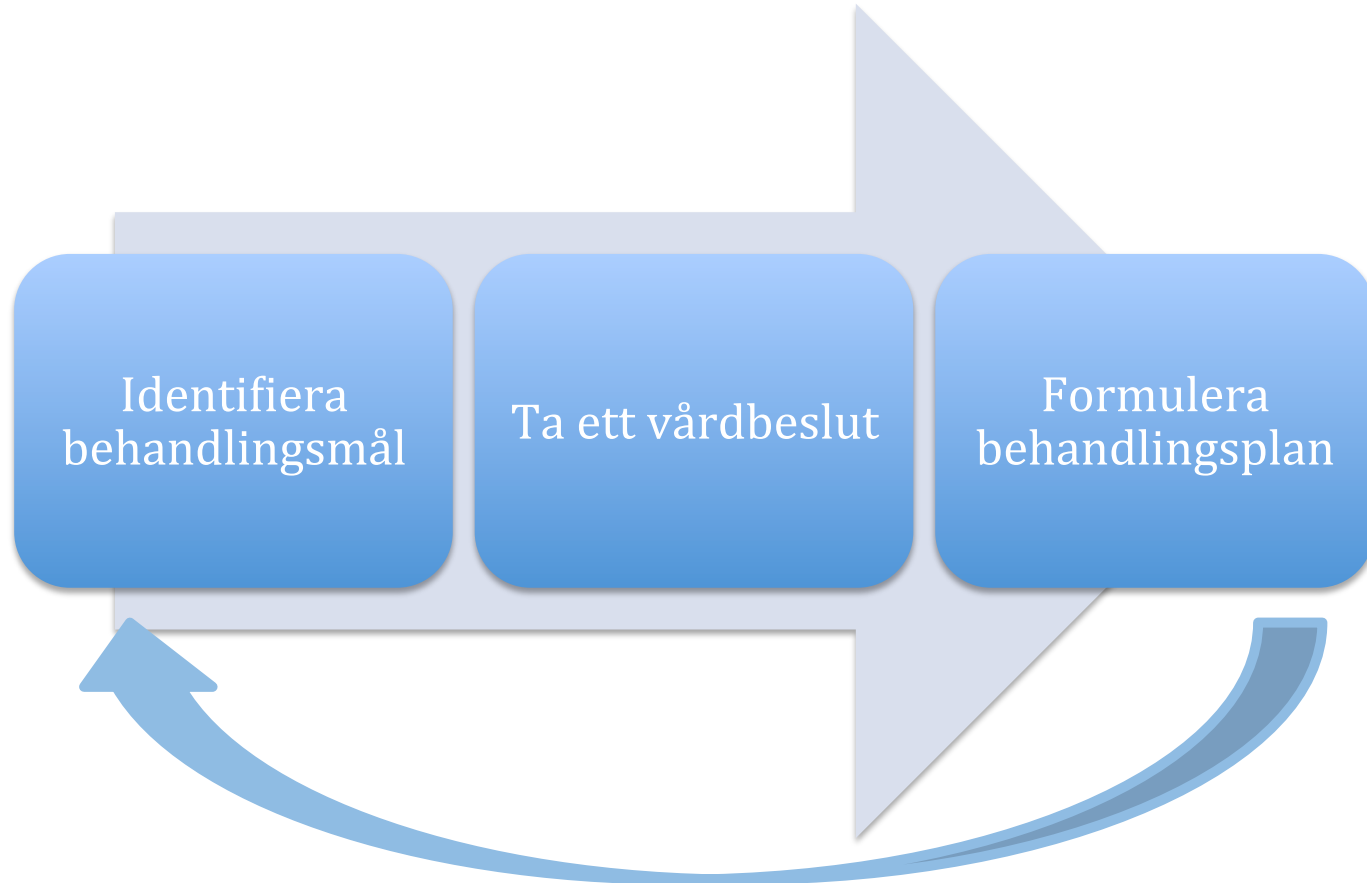 Identifiera
behandlingsmål
Ta ett vårdbeslut
Formulera
behandlingsplan